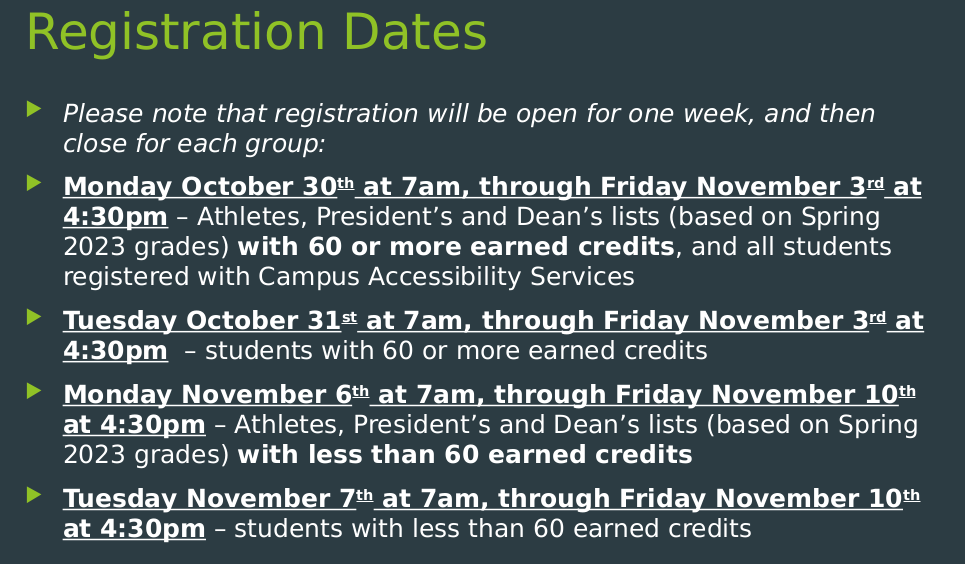 Registration Dates
Please note that registration will be open for one week, and then
close for each group:
Monday October 30th at 7am, through Friday November 3rd at
4:30pm – Athletes, President’s and Dean’s lists (based on Spring
2023 grades) with 60 or more earned credits, and all students
registered with Campus Accessibility Services
Tuesday October 31st at 7am, through Friday November 3rd at
4:30pm – students with 60 or more earned credits
Monday November 6th at 7am, through Friday November 10th
at 4:30pm – Athletes, President’s and Dean’s lists (based on Spring
2023 grades) with less than 60 earned credits
Tuesday November 7th at 7am, through Friday November 10th
at 4:30pm – students with less than 60 earned credits